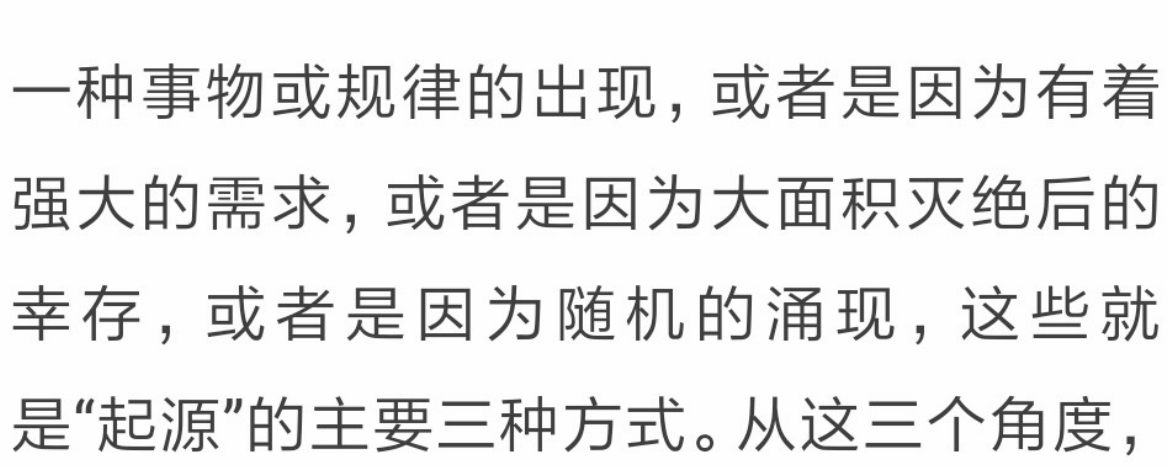 一种事物或规律的出现，或者是因为有着
强大的需求，或者是因为大面积灭绝后的
幸存，或者是因为随机的涌现，这些就
是“起源”的主要三种方式。从这三个角度，